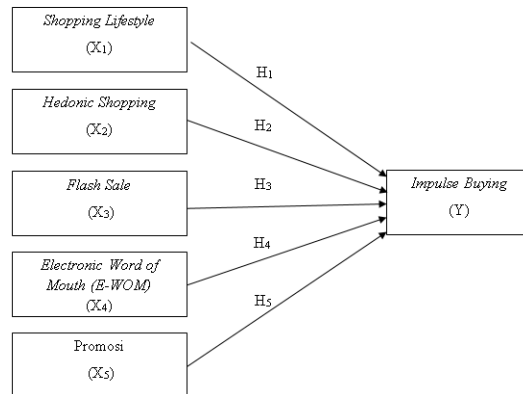 Shopping Lifestyle
(X1)
H1
Hedonic Shopping
(X2)
H2
Flash Sale
(X3)
H3
Impulse Buying
(Y)
Electronic Word of
Mouth (E-WOM)
(X4)
H4
Promosi
(X5)
H5